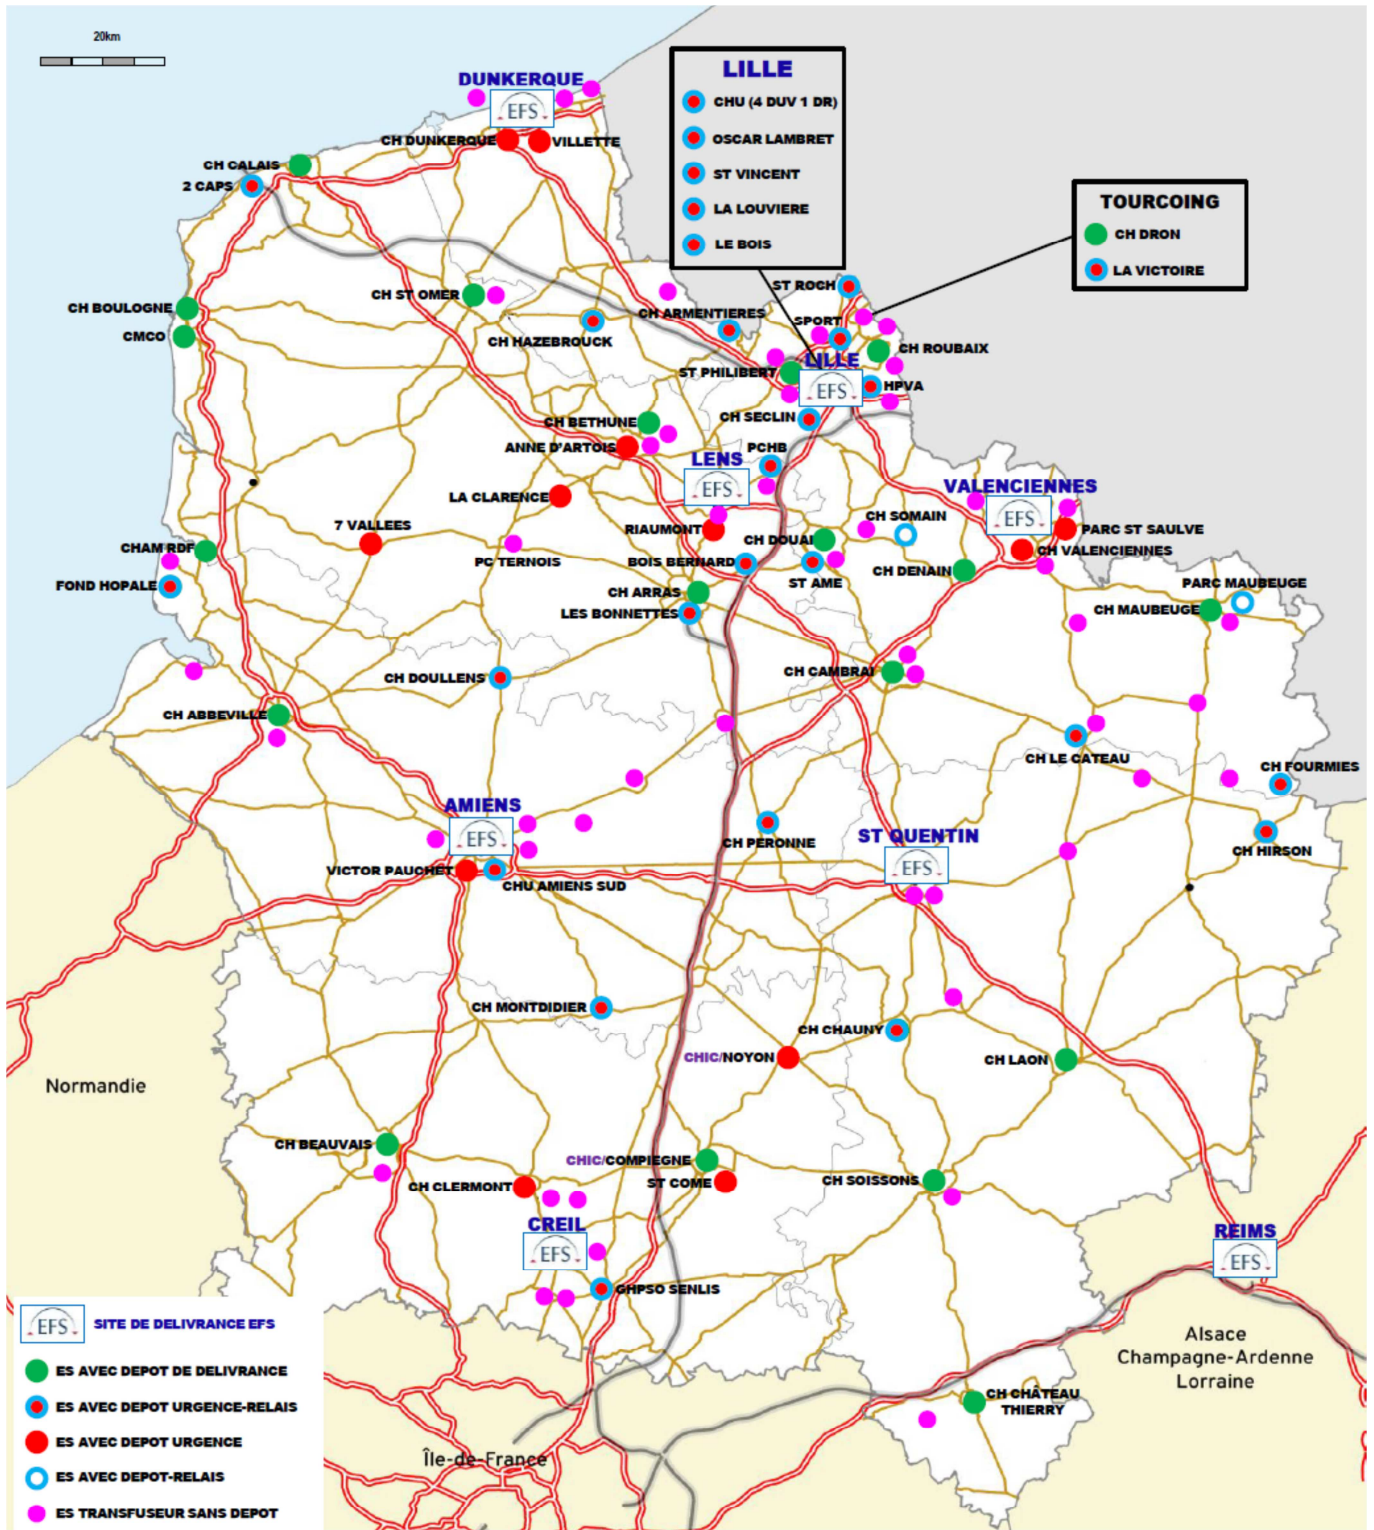 20km
DUNKERQUE
EFS
CH DUNKERQUE
VILLETTE
CH CALAIS
2 CAPS
LILLE
CHU (4 DUV 1 DR)
OSCAR LAMBRET
ST VINCENT
LA LOUVIERE
LE BOIS
TOURCOING
CH DRON
LA VICTOIRE
CH BOULOGNE
CMCO
CH ST OMER
CH HAZEBROUCK
CH ARMENTIERES
ST ROCH
SPORT
CH ROUBAIX
ST PHILIBERT
LILLE
EFS
HPVA
CH SECLIN
CH BETHUNE
ANNE D'ARTOIS
PCHB
LENS
EFS
LA CLARENCE
RIAUMONT
7 VALLEES
PC TERNOIS
CHAM RDF
FOND HOPALE
VALENCIENNES
EFS
CH SOMAIN
PARC ST SAULVE
CH VALENCIENNES
CH DOUAI
ST AME
CH DENAIN
BOIS BERNARD
CH ARRAS
LES BONNETTES
PARC MAUBEUGE
CH MAUBEUGE
CH DOULLENS
CH CAMBRAI
CH ABBEVILLE
CH LE CATEAU
CH FOURMIES
CH HIRSON
AMIENS
EFS
VICTOR PAUCHET
CHU AMIENS SUD
CH PERONNE
ST QUENTIN
EFS
CH MONTDIDIER
CH CHAUNY
CHIC/NOYON
CH LAON
Normandie
CH BEAUVAIS
CHIC/COMPIEGNE
ST COME
CH CLERMONT
CH SOISSONS
CREIL
EFS
GHPSO SENLIS
REIMS
EFS
Alsace
Champagne-Ardenne
Lorraine
CH CHÂTEAU
THIERRY
Île-de-France
EFS SITE DE DELIVRANCE EFS
ES AVEC DEPOT DE DELIVRANCE
ES AVEC DEPOT URGENCE-RELAIS
ES AVEC DEPOT URGENCE
ES AVEC DEPOT-RELAIS
ES TRANSFUSEUR SANS DEPOT